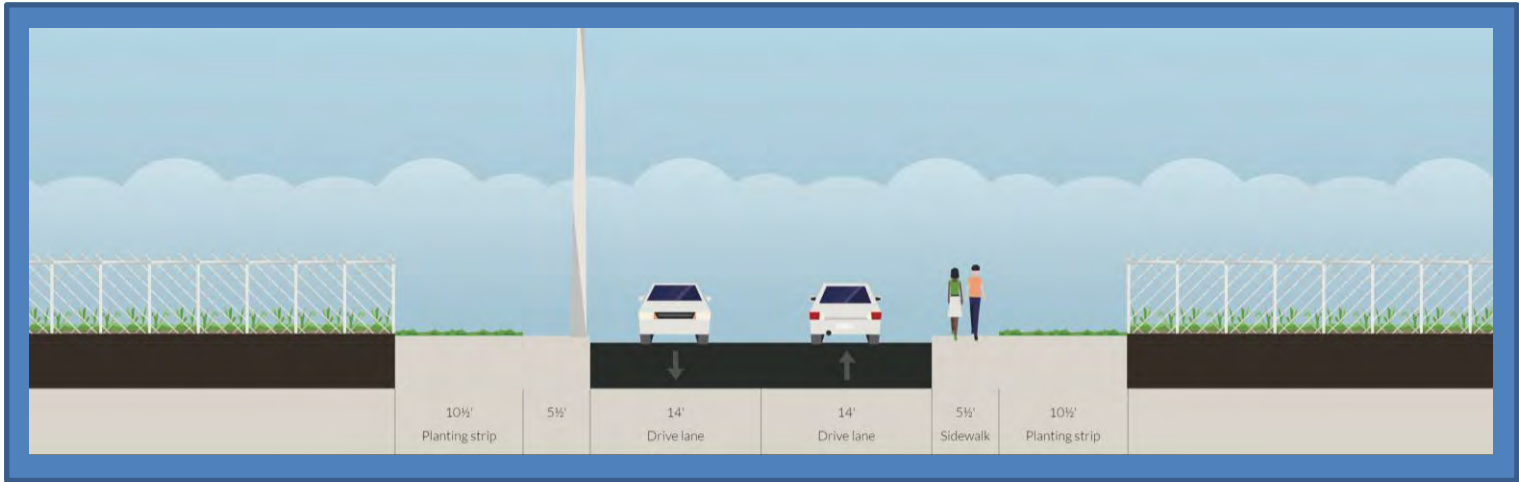 10½'
Planting strip
5½'
14'
Drive lane
14'
Drive lane
5½'
Sidewalk
10½'
Planting strip